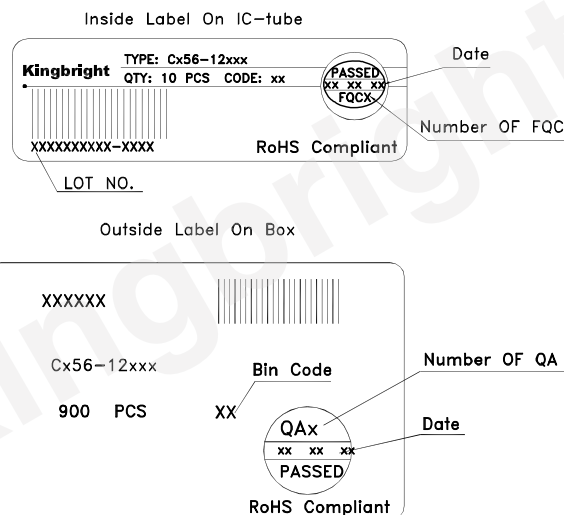 Inside Label On IC-tube
Kingbright
TYPE: Cx56-12xxx
QTY: 10 PCS CODE: xx
PASSED
xx xx xx
FQCX
Date
Number OF FQC
XXXXXXXXXX-XXXX
RoHS Compliant
LOT NO.
Outside Label On Box
XXXXXX
Cx56-12xxx
Bin Code
Number OF QA
900 PCS
XX
QAx
xx xx xx
Date
PASSED
RoHS Compliant
Kingbright